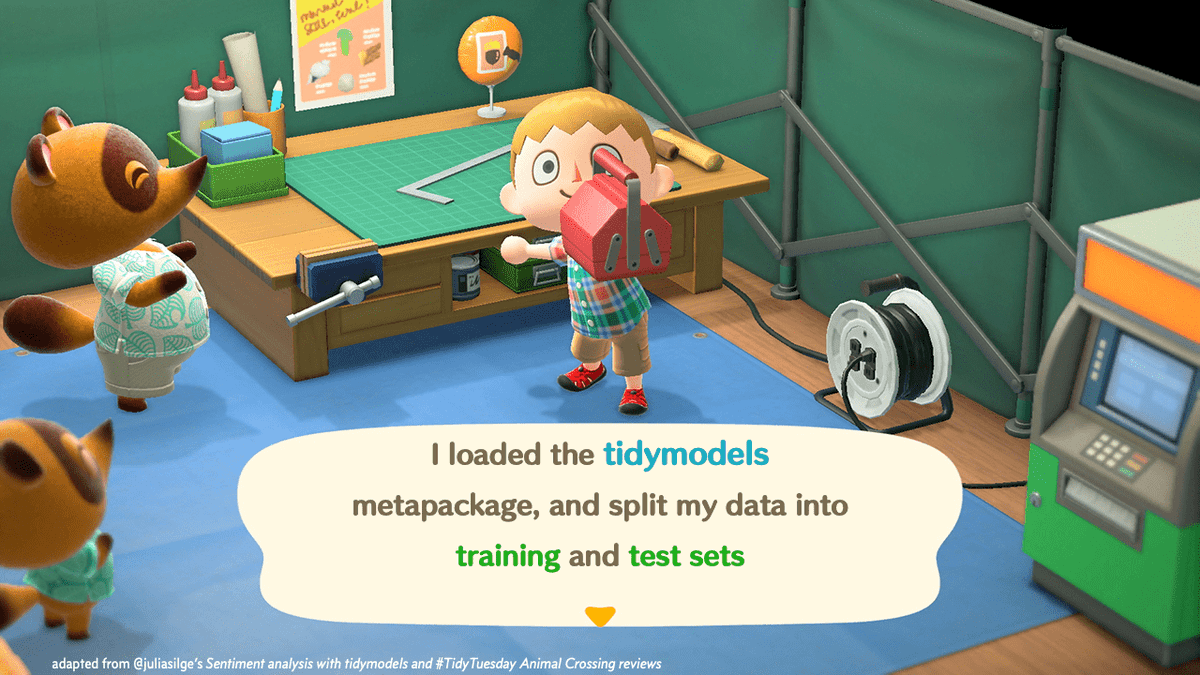 I loaded the tidymodels
metapackage, and split my data into
training and test sets
adapted from @juliasilge's Sentiment analysis with tidymodels and #TidyTuesday Animal Crossing reviews